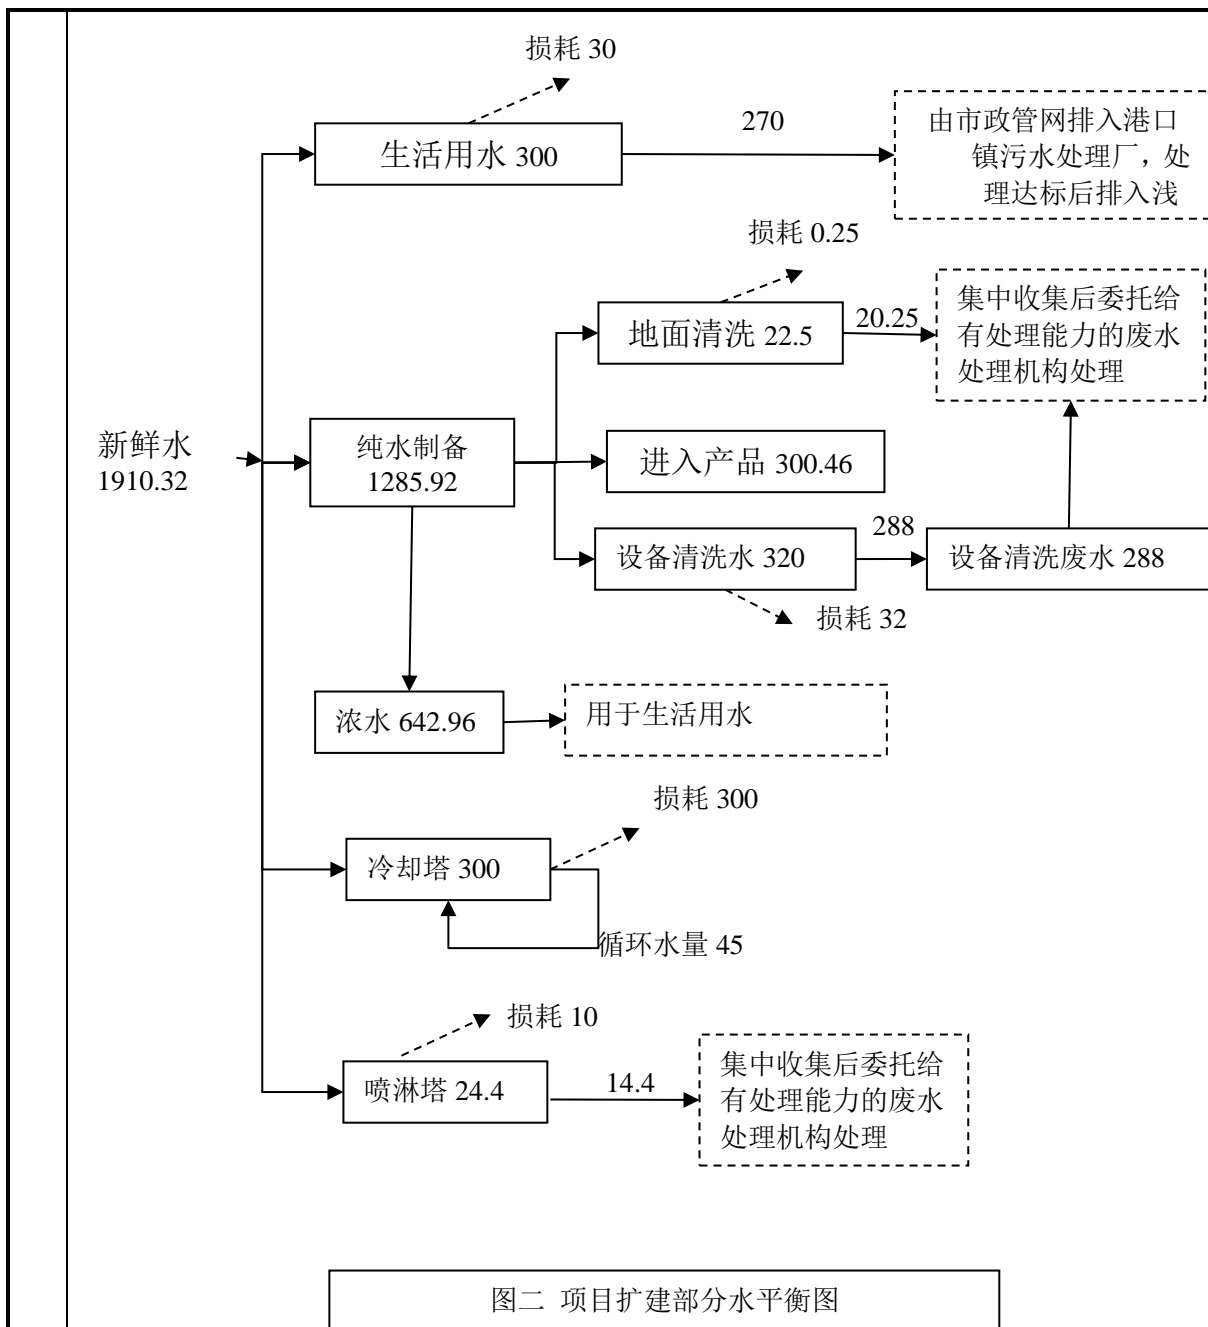 损耗 30
生活用水 300
270
由市政管网排入港口
镇污水处理厂，处
理达标后排入浅
损耗 0.25
地面清洗 22.5
20.25
集中收集后委托给
有处理能力的废水
处理机构处理
新鲜水
1910.32
纯水制备
1285.92
进入产品 300.46
设备清洗水 320
288
设备清洗废水 288
损耗 32
浓水 642.96
用于生活用水
损耗 300
冷却塔 300
循环水量 45
损耗 10
喷淋塔 24.4
14.4
集中收集后委托给
有处理能力的废水
处理机构处理
图二 项目扩建部分水平衡图